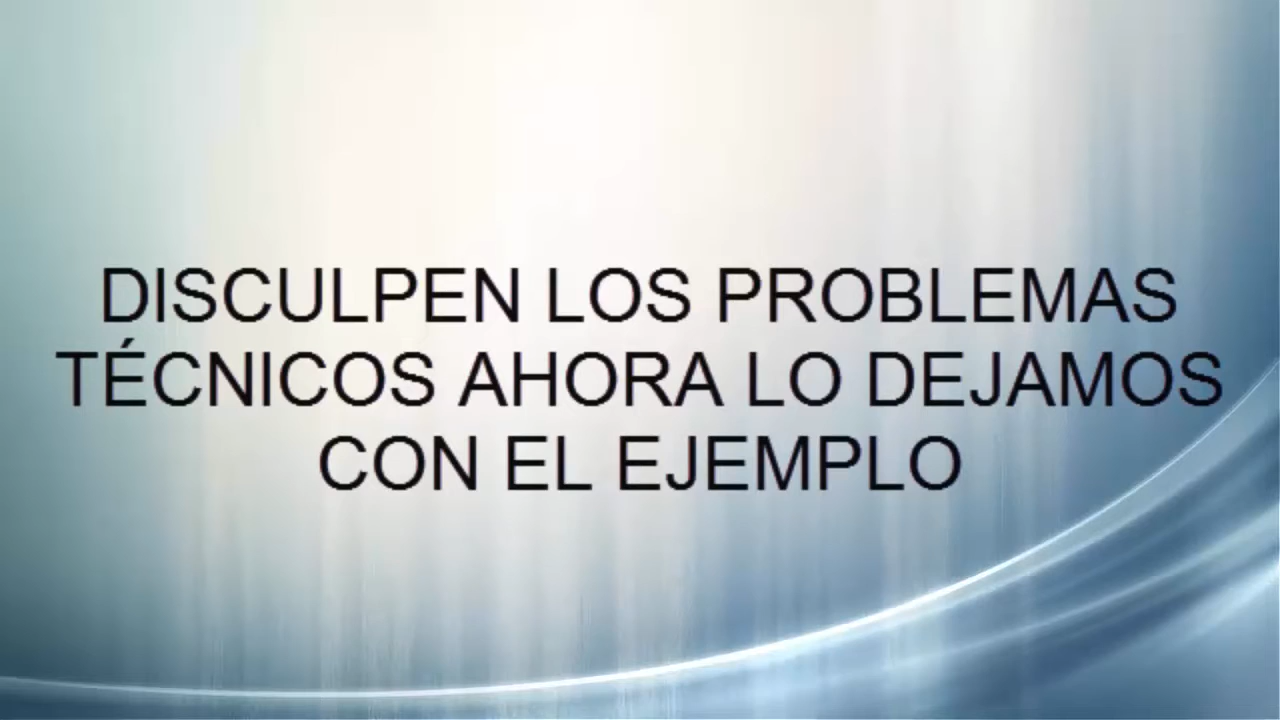 DISCULPEN LOS PROBLEMAS
TÉCNICOS AHORA LO DEJAMOS
CON EL EJEMPLO